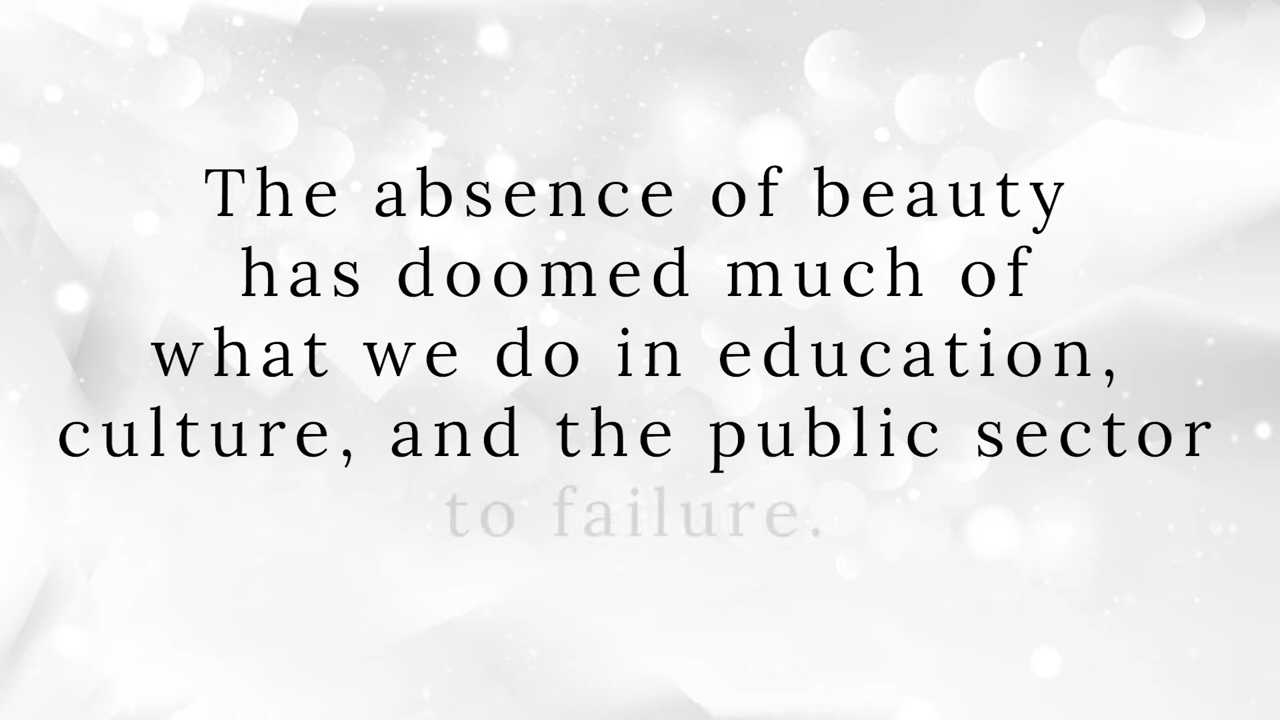 The absence of beauty
has doomed much of
what we do in education,
culture, and the public sector
to failure.